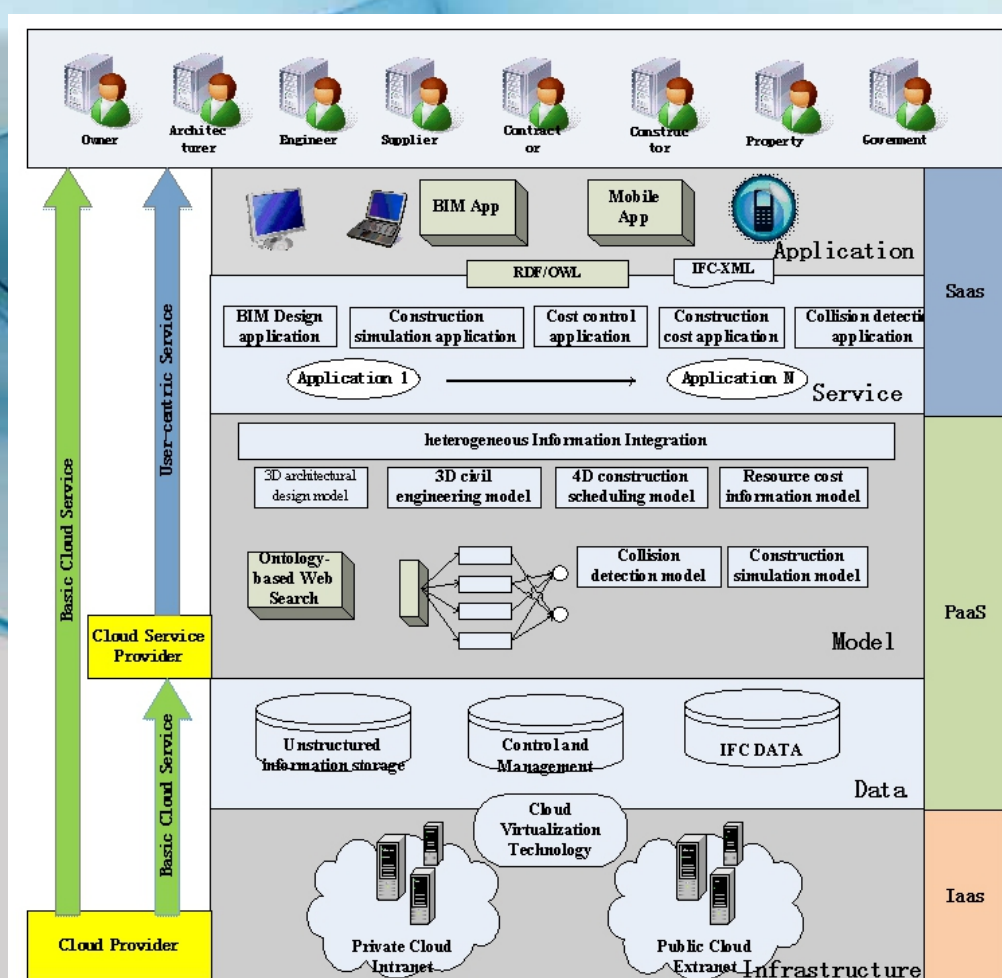 Owner
Architec
turer
Engineer
Supplier
Contract
or
Construc
tor
Property
Government
BIM App
Mobile
App
Application
RDF/OWL
IFC-XML
Saas
BIM Design
application
Construction
simulation application
Cost control
application
Construction
cost application
Collision detectio
application
Application 1
Application N
Service
User-centric Service
Basic Cloud Service
heterogeneous Information Integration
3D architectural
design model
3D civil
engineering model
4D construction
scheduling model
Resource cost
information model
Ontology-
based Web
Search
Collision
detection model
Construction
simulation model
PaaS
Cloud Service
Provider
Model
Unstructured
information storage
Control and
Management
IFC DATA
Data
Basic Cloud Service
Cloud
Virtualization
Technology
Iaas
Cloud Provider
Private Cloud
Intranet
Public Cloud
Extranet
Infrastructure